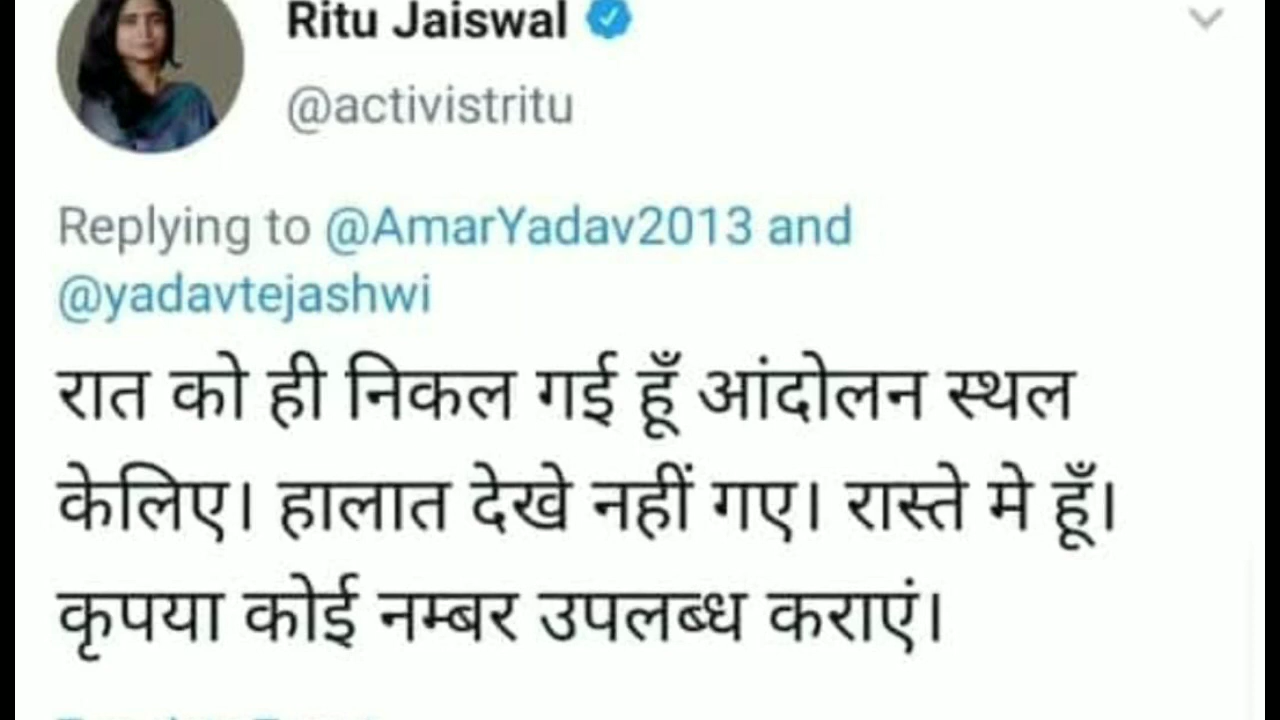 Ritu Jaiswal
@activistritu
Replying to @AmarYadav2013 and
@yadavtejashwi
रात को ही निकल गई हूँ आंदोलन स्थल
केलिए। हालात देखे नहीं गए। रास्ते मे हूँ।
कृपया कोई नम्बर उपलब्ध कराएं।